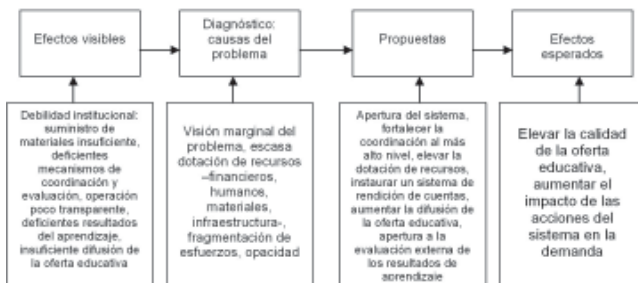 Efectos visibles
Diagnóstico:
causas del
problema
Propuestas
Efectos
esperados
Debilidad institucional:
suministro de
materiales insuficiente,
deficientes
mecanismos de
coordinación y
evaluación, operación
poco transparente,
deficientes resultados
del aprendizaje,
insuficiente difusión de
la oferta educativa
Visión marginal del
problema, escasa
dotación de recursos
–financieros,
humanos,
materiales,
infraestructura-,
fragmentación de
esfuerzos, opacidad
Apertura del sistema,
fortalecer la
coordinación al más
alto nivel, elevar la
dotación de recursos,
instaurar un sistema de
rendición de cuentas,
aumentar la difusión de
la oferta educativa,
apertura a la
evaluación externa de
los resultados de
aprendizaje
Elevar la calidad
de la oferta
educativa,
aumentar el
impacto de las
acciones del
sistema en la
demanda